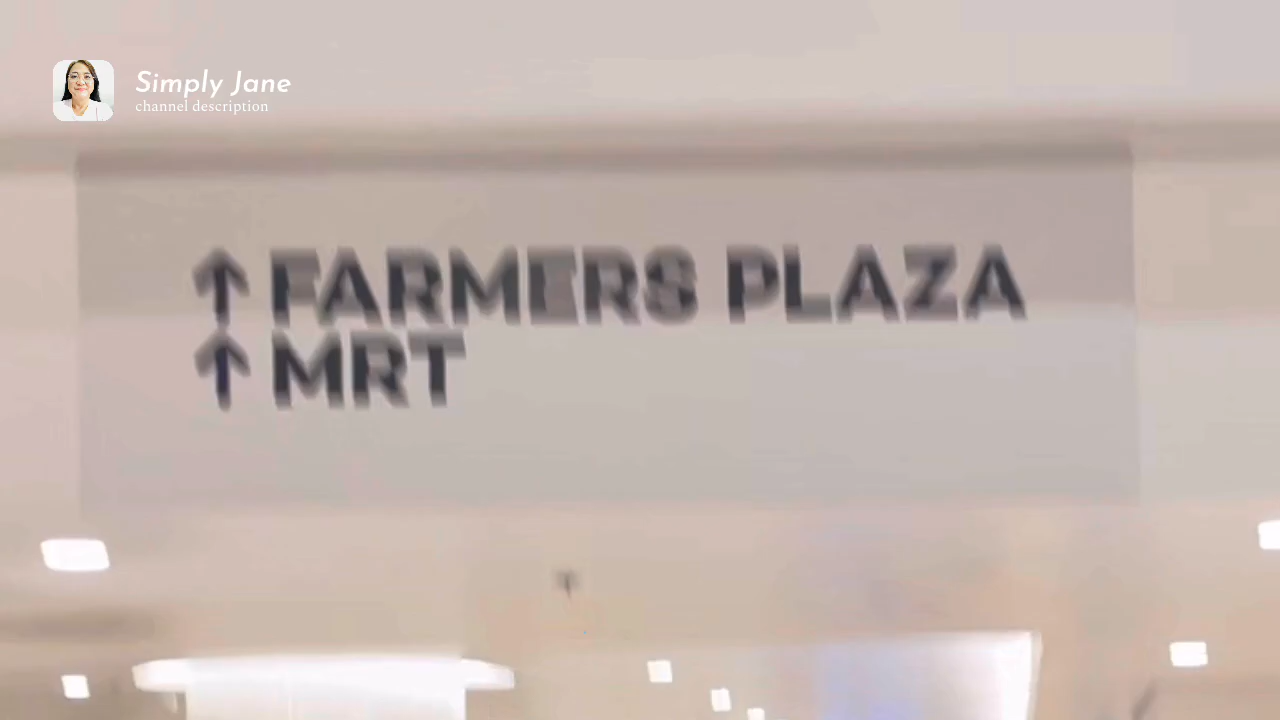 Simply Jane
channel description
↑ FARMERS PLAZA
↑ MRT